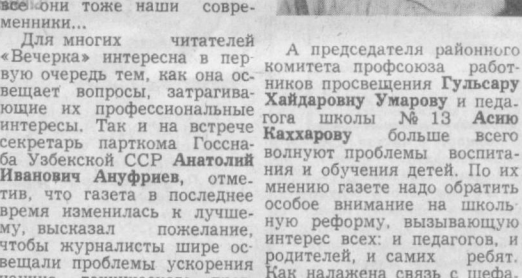 все они тоже наши совре-
менники...
Для многих читателей
«Вечерка» интересна в пер-
вую очередь тем, как она ос-
вещает вопросы, затрагиваю-
щие их профессиональные
интересы. Так и на встрече
секретарь парткома Госсна-
ба Узбекской ССР Анатолий
Иванович Ануфриев, отме-
тив, что газета в последнее
время изменилась к лучше-
му, высказал пожелание,
чтобы журналисты шире ос-
вещали проблемы ускорения
А председателя районного
комитета профсоюза работ-
ников просвещения Гульсару
Хайдаровну Умарову и педа-
гога школы № 13 Асию
Каххарову больше всего
волнуют проблемы воспита-
ния и обучения детей. По их
мнению газете надо обратить
особое внимание на школь-
ную реформу, вызывающую
интерес всех: и педагогов, и
родителей, и самих ребят.
Как налажена связь с шефа-